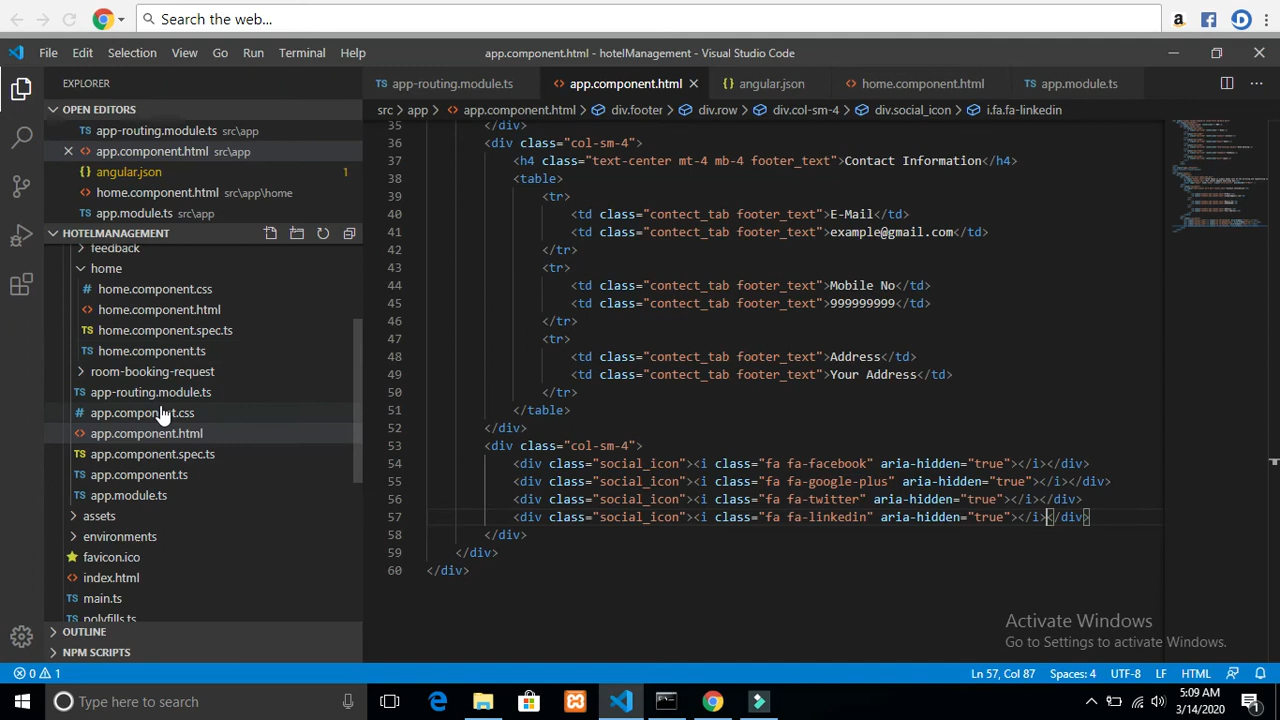 Search the web...
File Edit Selection View Go Run Terminal Help app.component.html - hotelManagement - Visual Studio Code
EXPLORER
OPEN EDITORS
app-routing.module.ts src\app
app.component.html src\app
angular.json 1
home.component.html src\app\home
app.module.ts src\app
HOTELMANAGEMENT
feedback
home
home.component.css
home.component.html
home.component.spec.ts
home.component.ts
room-booking-request
app-routing.module.ts
app.component.css
app.component.html
app.component.spec.ts
app.component.ts
app.module.ts
assets
environments
favicon.ico
index.html
main.ts
polyfills.ts
OUTLINE
NPM SCRIPTS
app-routing.module.ts app.component.html angular.json home.component.html app.module.ts
src > app > app.component.html > div.footer > div.row > div.col-sm-4 > div.social_icon > i.fa.fa-linkedin
35 </div>
36 <div class="col-sm-4">
37 <h4 class="text-center mt-4 mb-4 footer_text">Contact Information</h4>
38 <table>
39 <tr>
40 <td class="contect_tab footer_text">E-Mail</td>
41 <td class="contect_tab footer_text">example@gmail.com</td>
42 </tr>
43 <tr>
44 <td class="contect_tab footer_text">Mobile No</td>
45 <td class="contect_tab footer_text">999999999</td>
46 </tr>
47 <tr>
48 <td class="contect_tab footer_text">Address</td>
49 <td class="contect_tab footer_text">Your Address</td>
50 </tr>
51 </table>
52 </div>
53 <div class="col-sm-4">
54 <div class="social_icon"><i class="fa fa-facebook" aria-hidden="true"></i></div>
55 <div class="social_icon"><i class="fa fa-google-plus" aria-hidden="true"></i></div>
56 <div class="social_icon"><i class="fa fa-twitter" aria-hidden="true"></i></div>
57 <div class="social_icon"><i class="fa fa-linkedin" aria-hidden="true"></i></div>
58 </div>
59 </div>
60 </div>
Activate Windows
Go to Settings to activate Windows.
0 1 Ln 57, Col 87 Spaces: 4 UTF-8 LF HTML
Type here to search
5:09 AM
3/14/2020
1